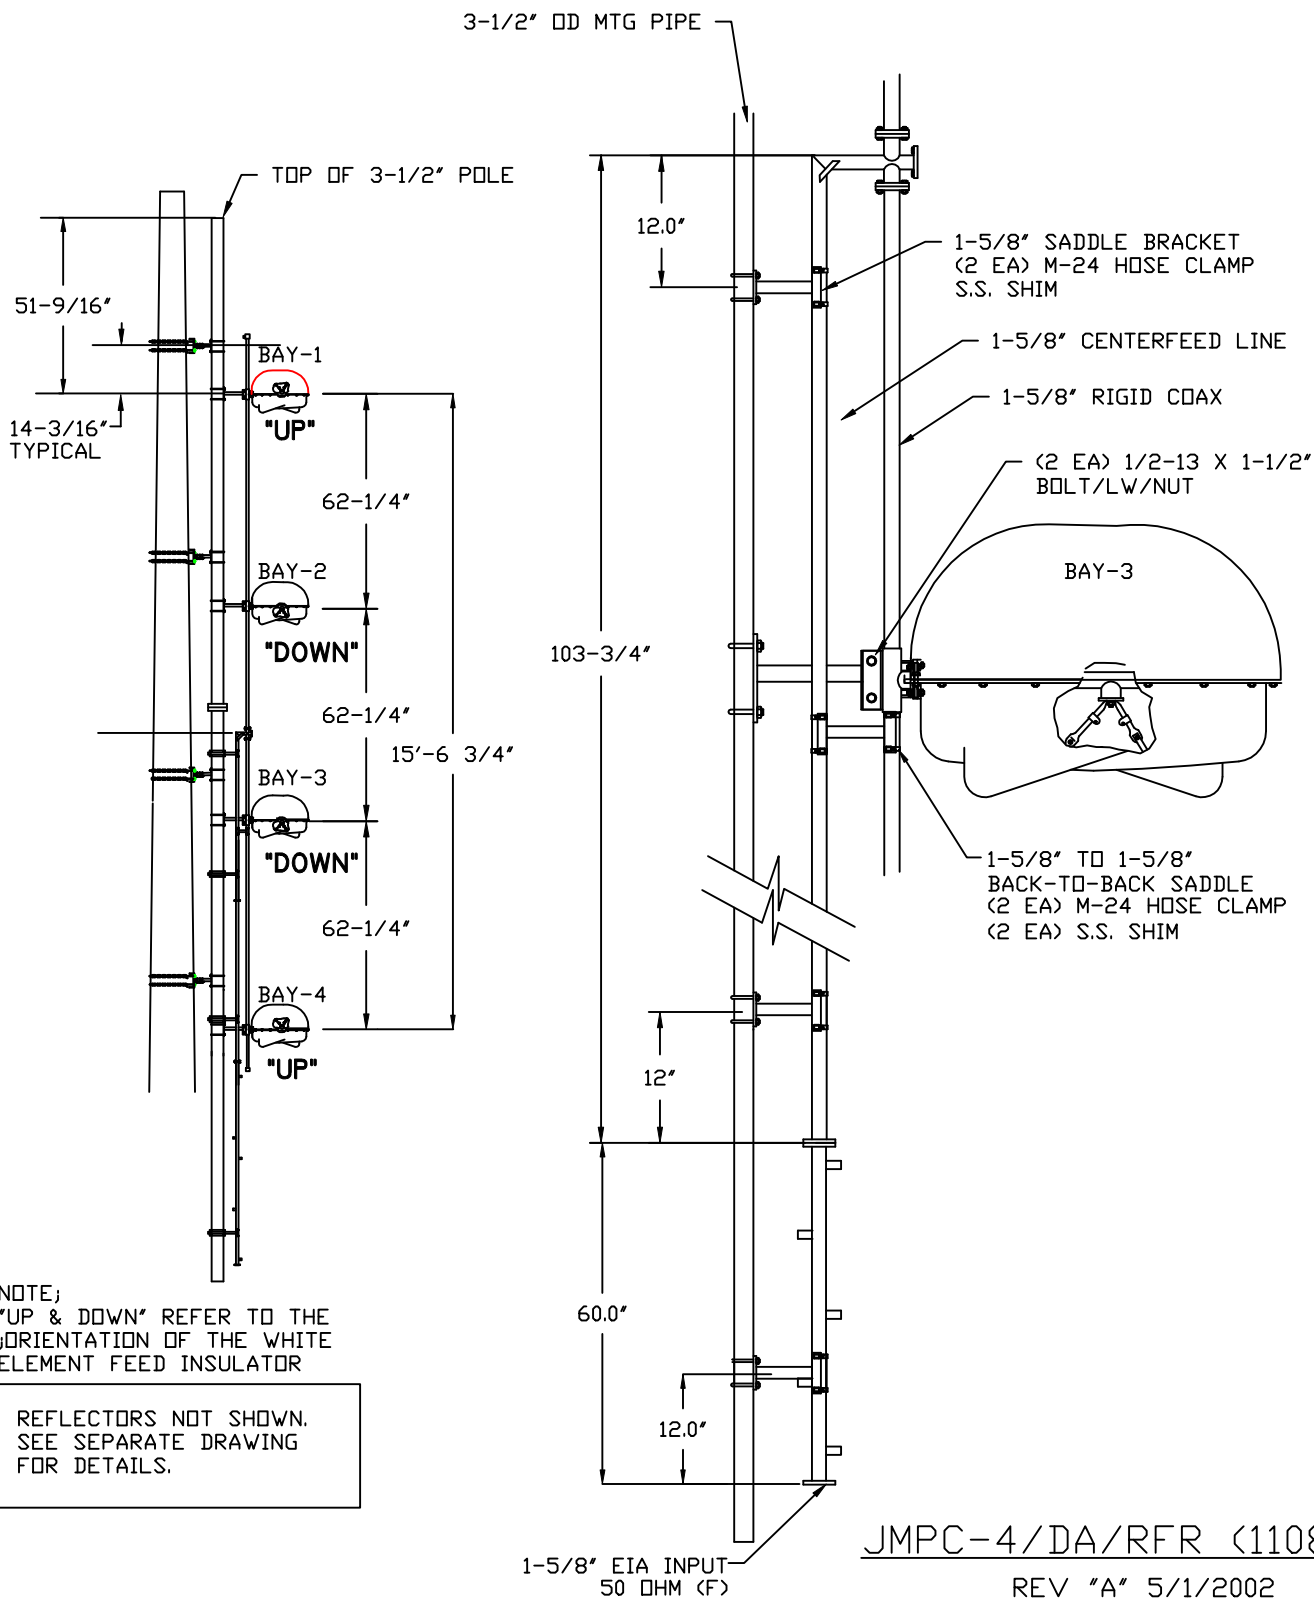 3-1/2" OD MTG PIPE
TOP OF 3-1/2" POLE
51-9/16"
14-3/16"
TYPICAL
BAY-1
"UP"
62-1/4"
BAY-2
"DOWN"
62-1/4"
15'-6 3/4"
BAY-3
"DOWN"
62-1/4"
BAY-4
"UP"
NOTE;
"UP & DOWN" REFER TO THE
;ORIENTATION OF THE WHITE
ELEMENT FEED INSULATOR
REFLECTORS NOT SHOWN.
SEE SEPARATE DRAWING
FOR DETAILS.
12.0"
1-5/8" SADDLE BRACKET
(2 EA) M-24 HOSE CLAMP
S.S. SHIM
1-5/8" CENTERFEED LINE
1-5/8" RIGID COAX
(2 EA) 1/2-13 X 1-1/2"
BOLT/LW/NUT
BAY-3
103-3/4"
1-5/8" TO 1-5/8"
BACK-TO-BACK SADDLE
(2 EA) M-24 HOSE CLAMP
(2 EA) S.S. SHIM
12"
60.0"
12.0"
1-5/8" EIA INPUT
50 OHM (F)
JMPC-4/DA/RFR (1108
REV "A" 5/1/2002